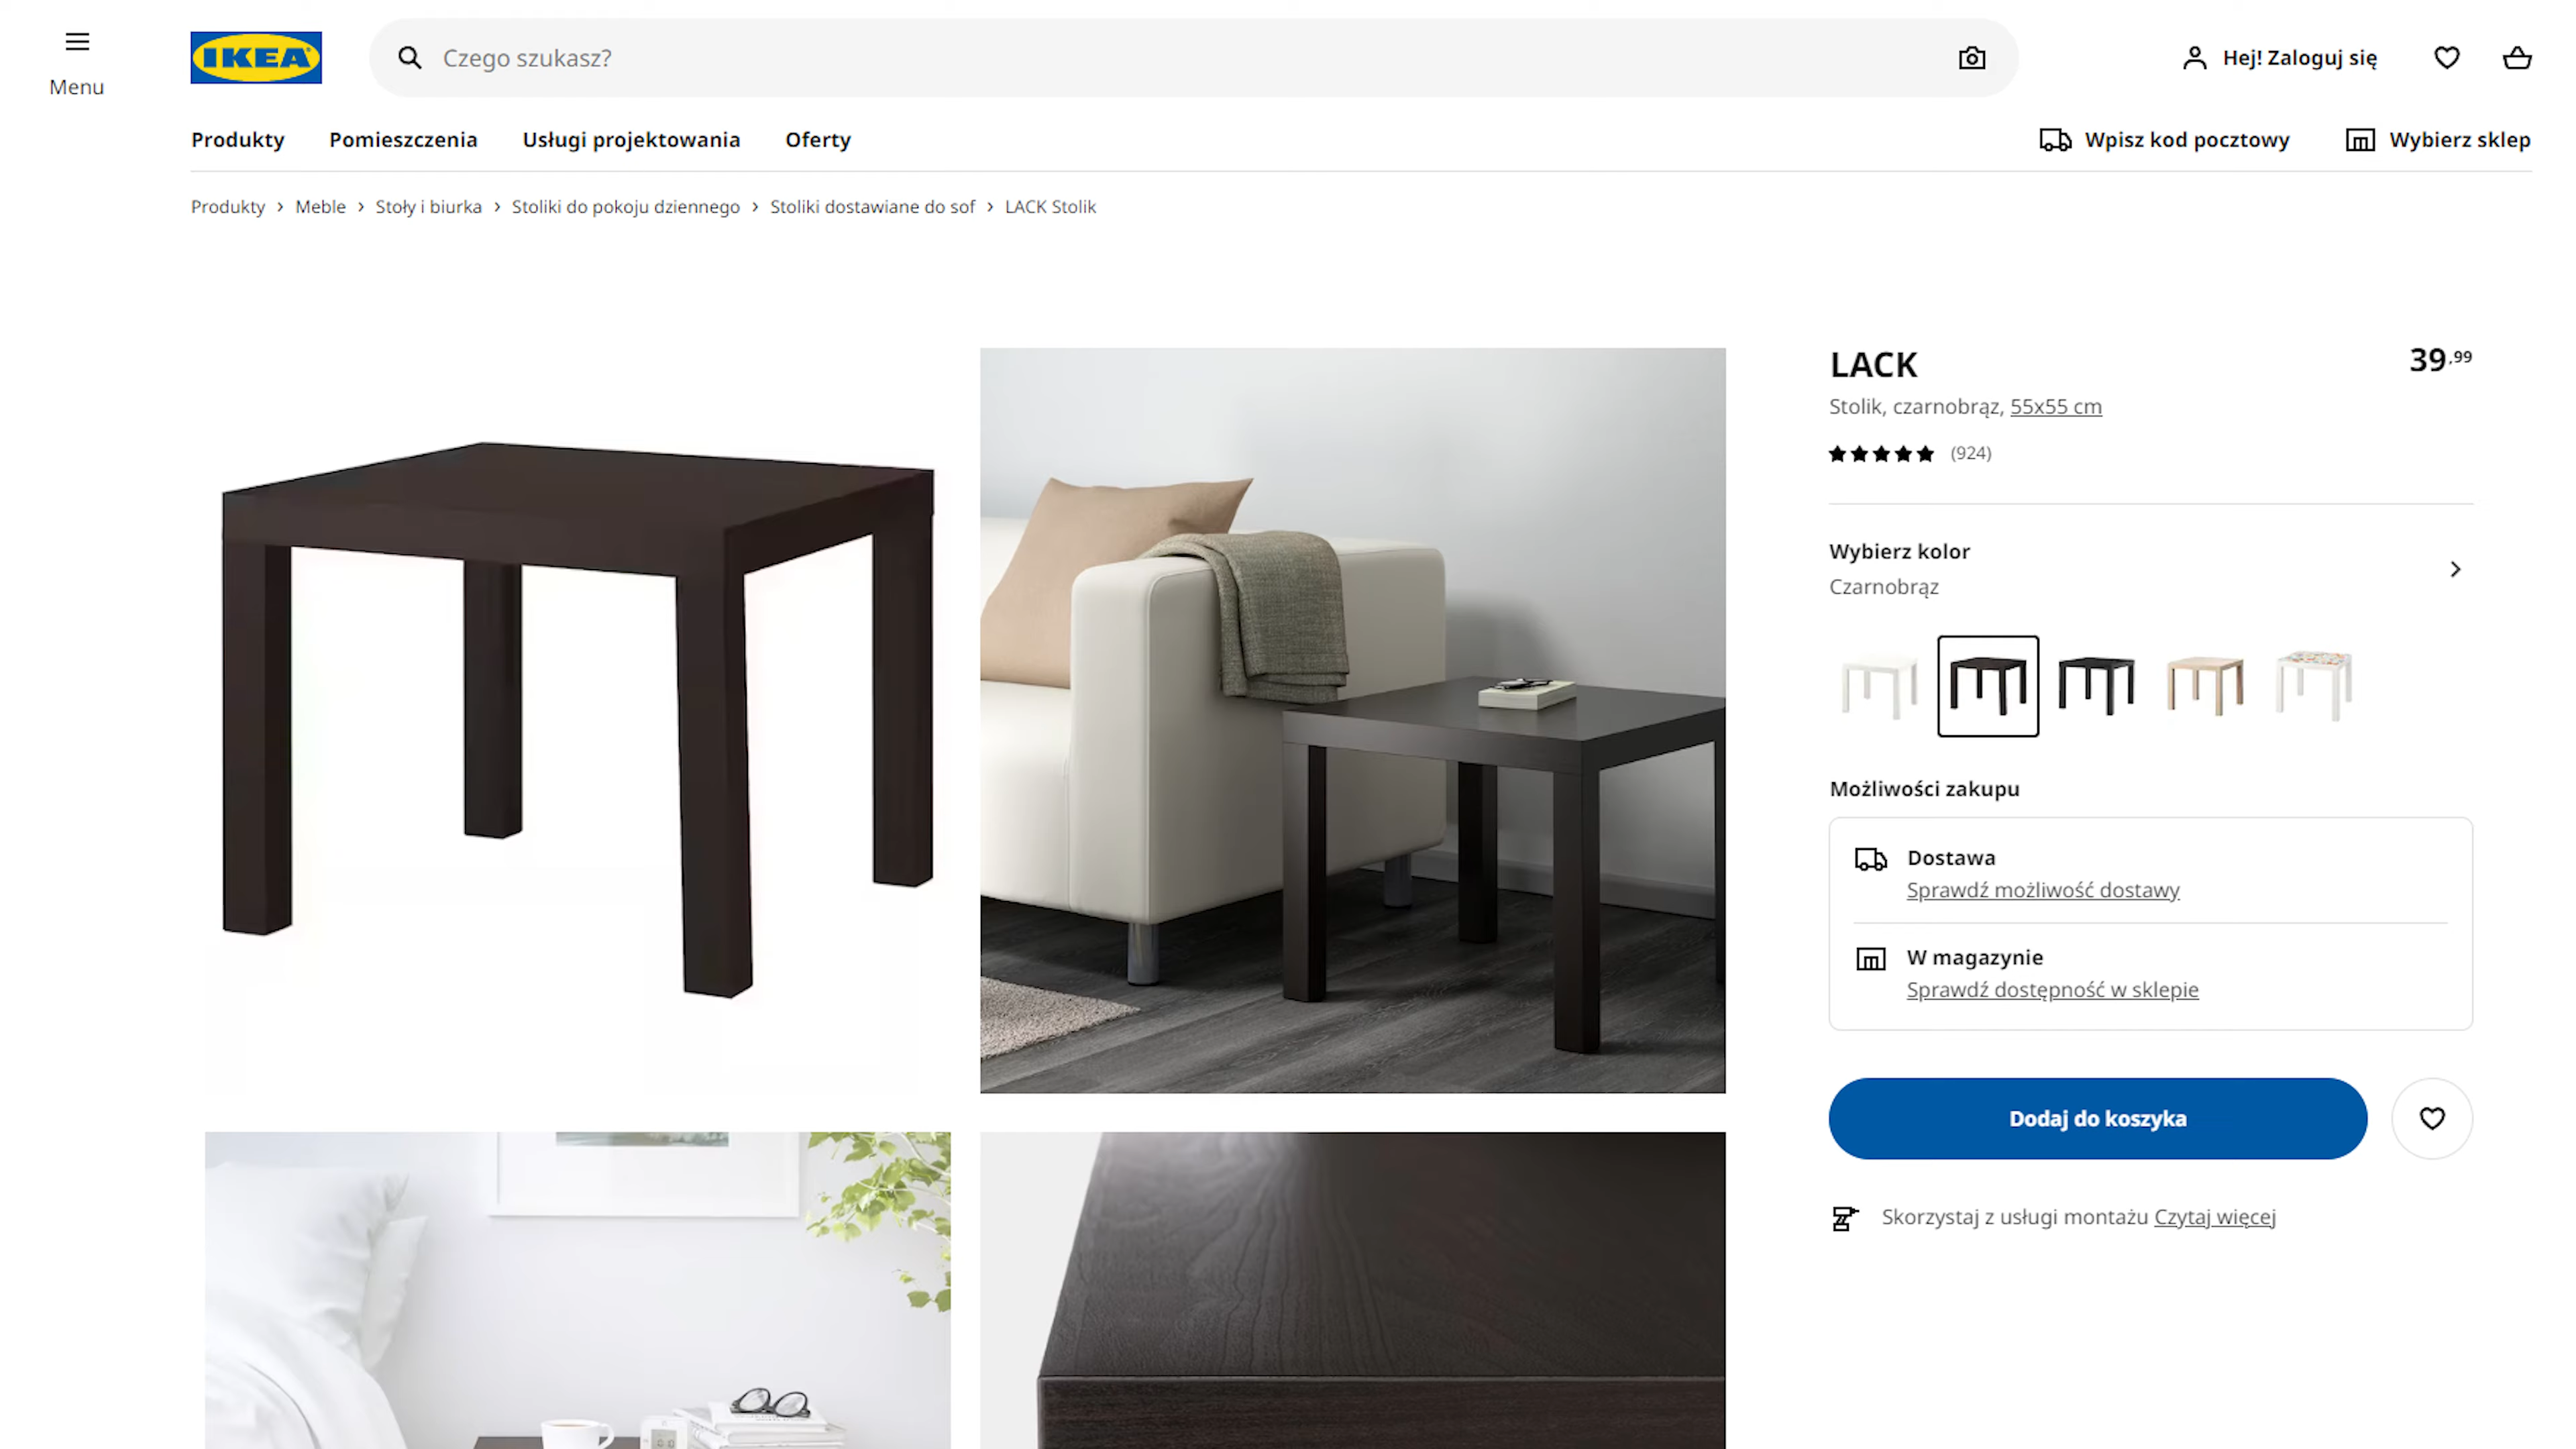 Menu
IKEA
Czego szukasz?
Hej! Zaloguj się
Produkty
Pomieszczenia
Usługi projektowania
Oferty
Wpisz kod pocztowy
Wybierz sklep
Produkty › Meble › Stoły i biurka › Stoliki do pokoju dziennego › Stoliki dostawiane do sof › LACK Stolik
LACK
39,99
Stolik, czarnobrąz, 55x55 cm
(924)
Wybierz kolor
Czarnobrąz
Możliwości zakupu
Dostawa
Sprawdź możliwość dostawy
W magazynie
Sprawdź dostępność w sklepie
Dodaj do koszyka
Skorzystaj z usługi montażu Czytaj więcej